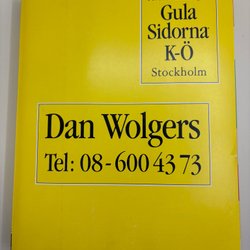 Gula
Sidorna
K-Ö
Stockholm
Dan Wolgers
Tel: 08-600 43 73